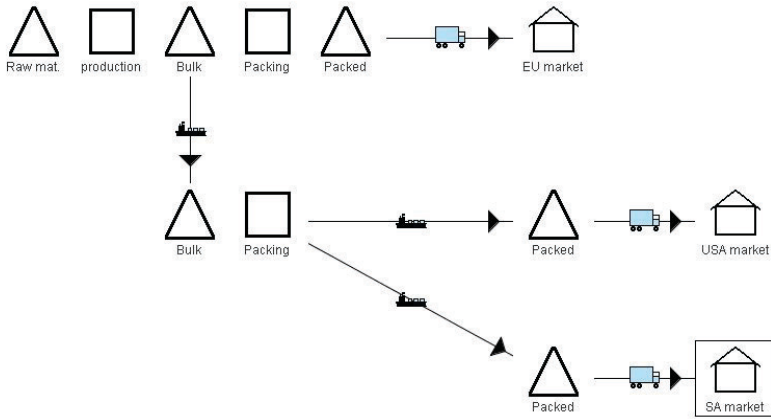 Raw mat. production Bulk Packing Packed EU market
Bulk Packing Packed USA market
Packed SA market